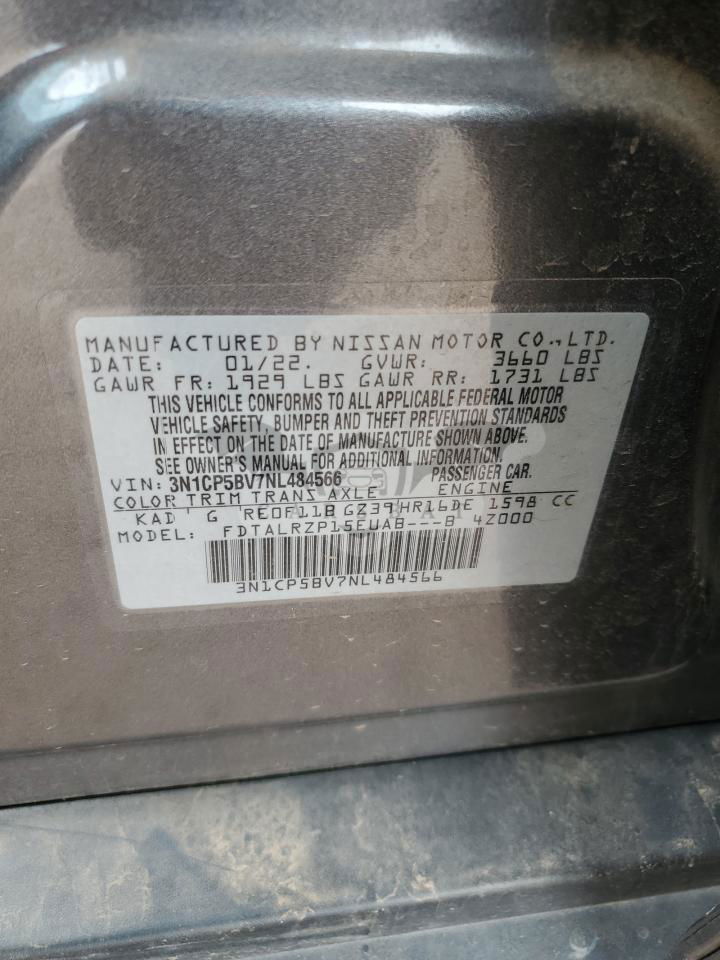 MANUFACTURED BY NISSAN MOTOR CO.,LTD.
DATE: 01/22. GVWR: 3660 LBS
GAWR FR: 1929 LBS GAWR RR: 1731 LBS
THIS VEHICLE CONFORMS TO ALL APPLICABLE FEDERAL MOTOR
VEHICLE SAFETY, BUMPER AND THEFT PREVENTION STANDARDS
IN EFFECT ON THE DATE OF MANUFACTURE SHOWN ABOVE.
SEE OWNER'S MANUAL FOR ADDITIONAL INFORMATION.
VIN: 3N1CP5BV7NL484566 PASSENGER CAR.
COLOR TRIM TRANS AXLE ENGINE
KAD ' G RE0F11B GZ39HR16DE 1598 CC
MODEL: FDTALRZP15EUAB---B 4Z000
3N1CP5BV7NL484566